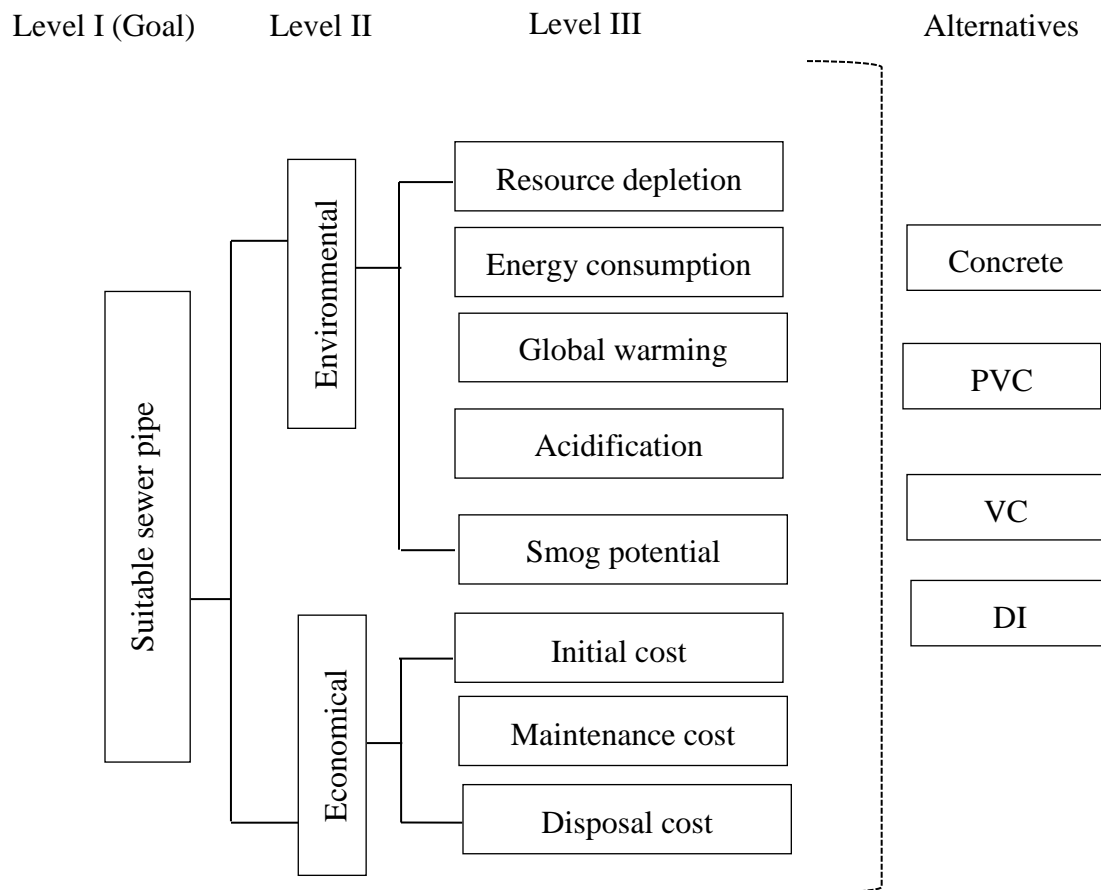 Level I (Goal)
Level II
Level III
Alternatives
Suitable sewer pipe
Environmental
Economical
Resource depletion
Energy consumption
Global warming
Acidification
Smog potential
Initial cost
Maintenance cost
Disposal cost
Concrete
PVC
VC
DI